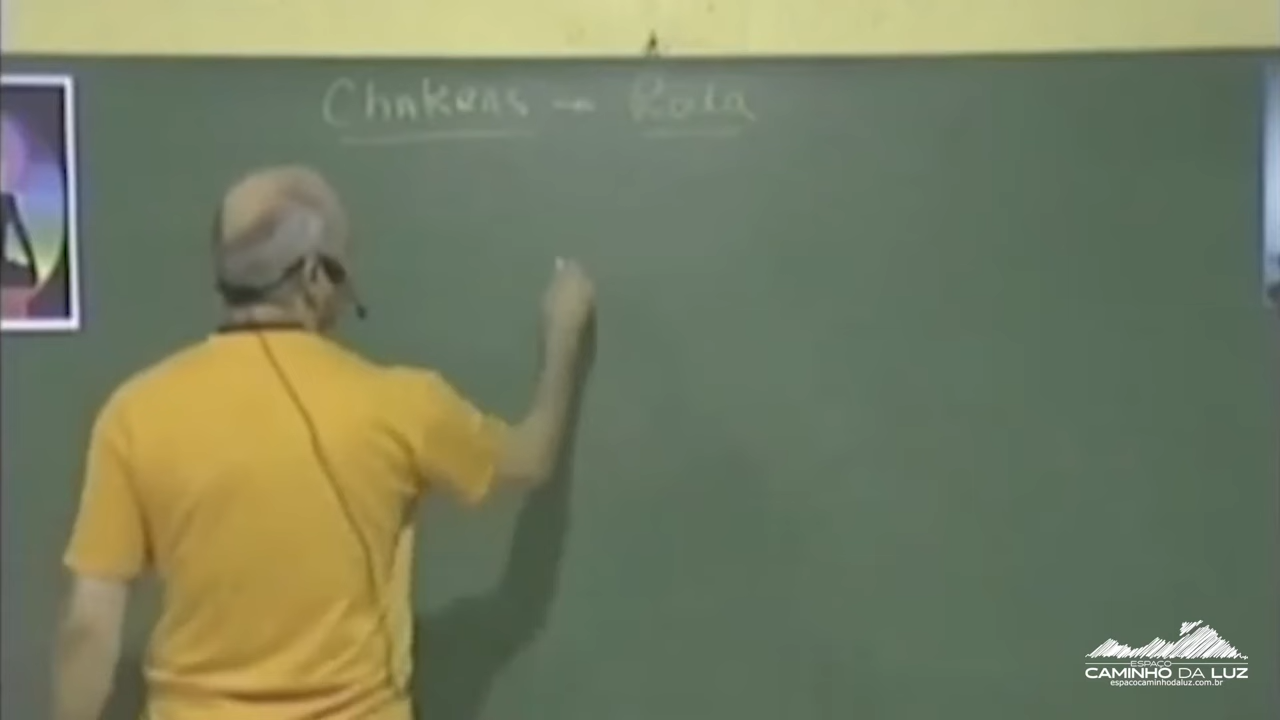 Chakras → Roda
ESPAÇO
CAMINHO DA LUZ
espacocaminhodaluz.com.br